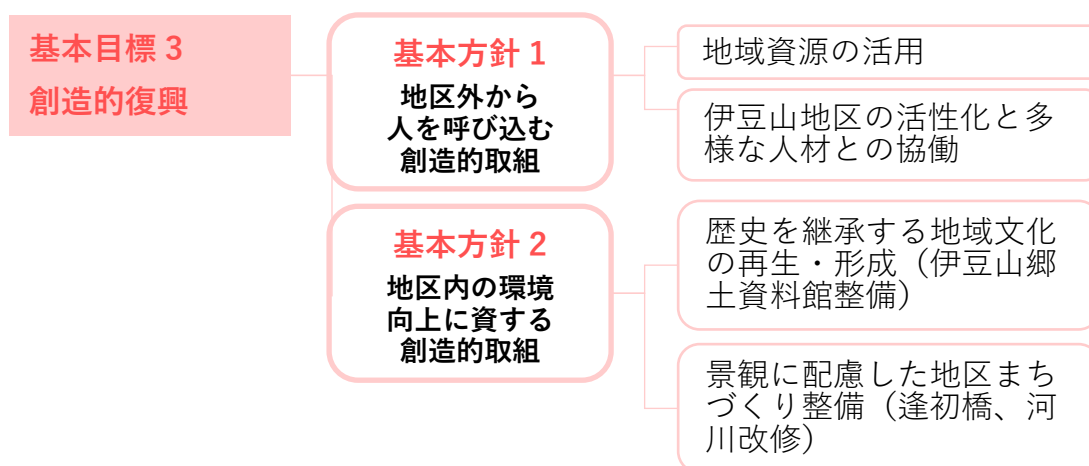 基本目標3
創造的復興
基本方針1
地区外から
人を呼び込む
創造的取組
地域資源の活用
伊豆山地区の活性化と多
様な人材との協働
基本方針2
地区内の環境
向上に資する
創造的取組
歴史を継承する地域文化
の再生・形成（伊豆山郷
土資料館整備）
景観に配慮した地区まち
づくり整備（逢初橋、河
川改修）